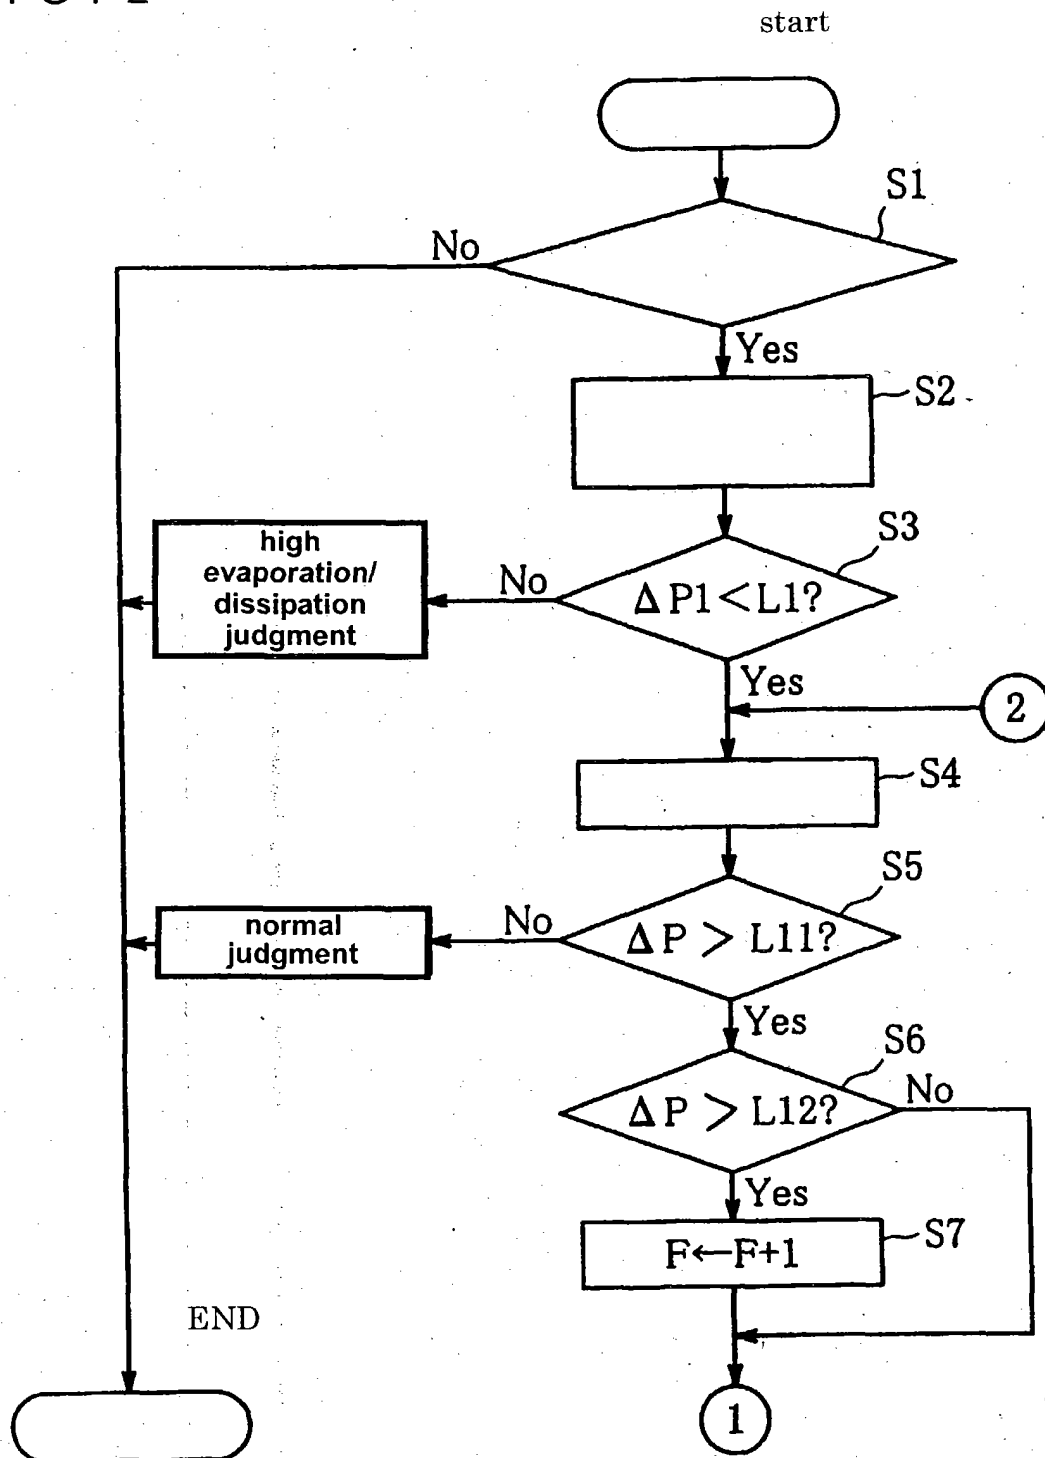 start
S1
No
Yes
S2
high
evaporation/
dissipation
judgment
No
S3
ΔP1<L1?
Yes
2
S4
normal
judgment
No
S5
ΔP > L11?
Yes
S6
ΔP > L12?
No
Yes
S7
F←F+1
END
1